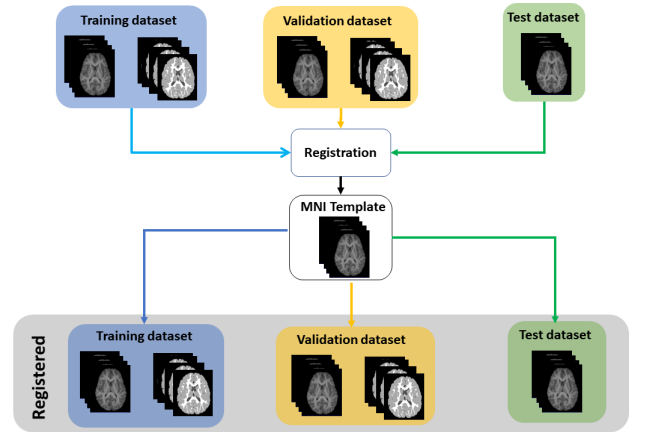 Training dataset
Validation dataset
Test dataset
Registration
MNI Template
Registered
Training dataset
Validation dataset
Test dataset